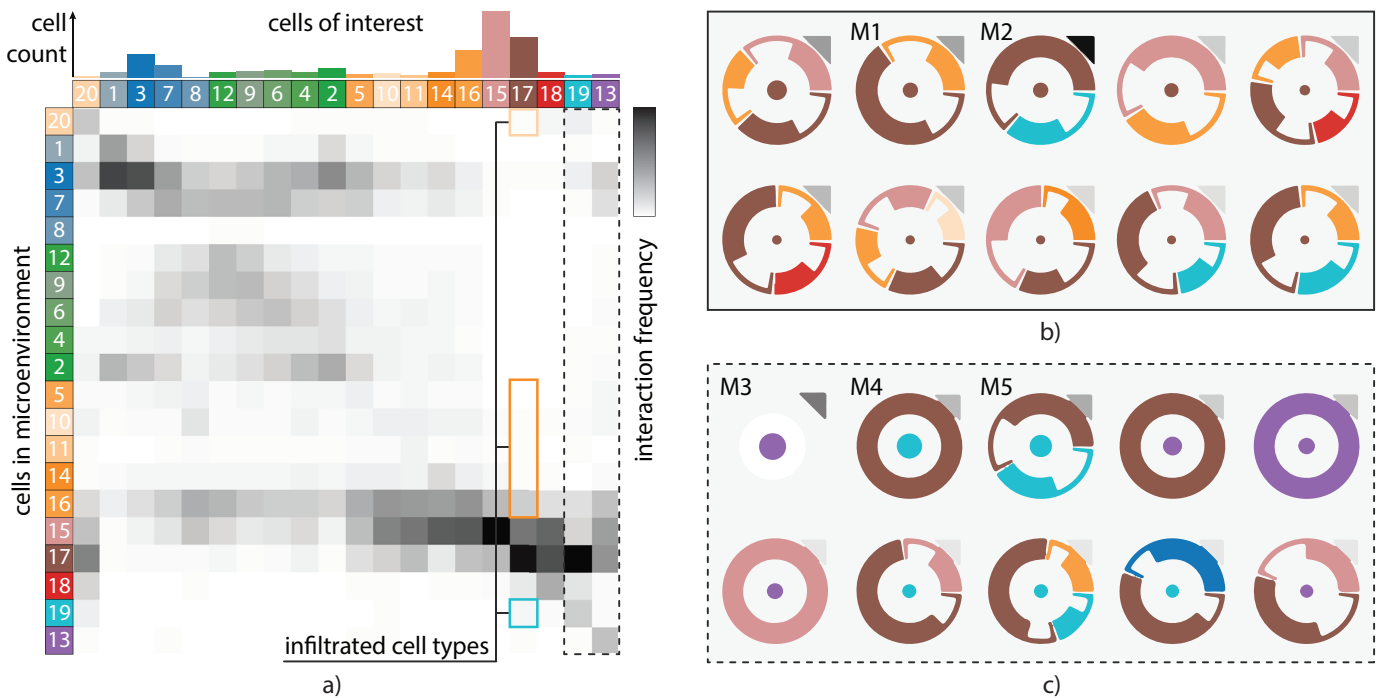 cell count
cells of interest
20 1 3 7 8 12 9 6 4 2 5 10 11 14 16 15 17 18 19 13
cells in microenvironment
20
1
3
7
8
12
9
6
4
2
5
10
11
14
16
15
17
18
19
13
interaction frequency
infiltrated cell types
a)
M1 M2
b)
M3 M4 M5
c)